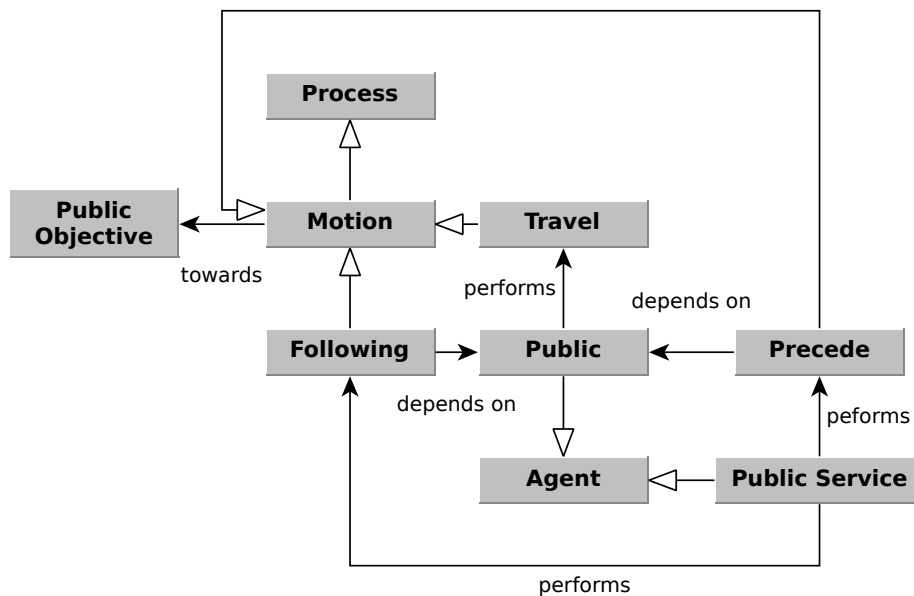 Process
Public
Objective
Motion
Travel
towards
performs
depends on
Following
Public
Precede
depends on
peforms
Agent
Public Service
performs